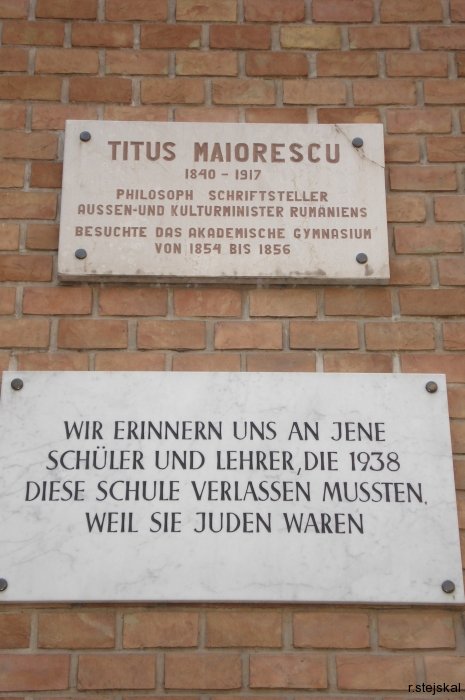 TITUS MAIORESCU
1840 - 1917
PHILOSOPH SCHRIFTSTELLER
AUSSEN-UND KULTURMINISTER RUMÄNIENS
BESUCHTE DAS AKADEMISCHE GYMNASIUM
VON 1854 BIS 1856
WIR ERINNERN UNS AN JENE
SCHÜLER UND LEHRER, DIE 1938
DIESE SCHULE VERLASSEN MUSSTEN,
WEIL SIE JUDEN WAREN
r.stejskal